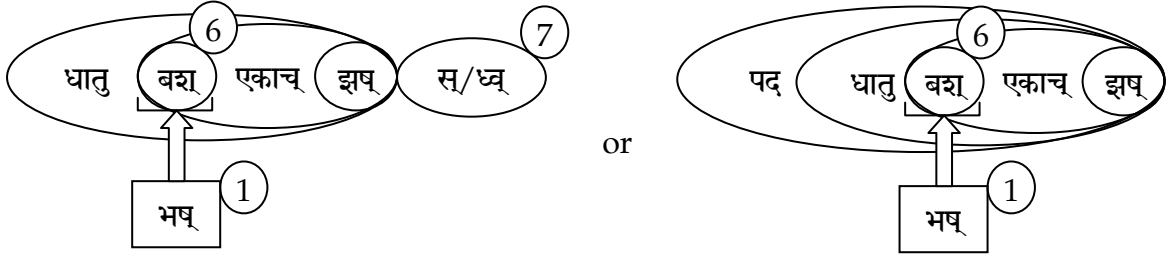 6 7 6
धातु बश् एकाच् झष् स्/ध्व् पद धातु बश् एकाच् झष्
or
1 1
भष् भष्